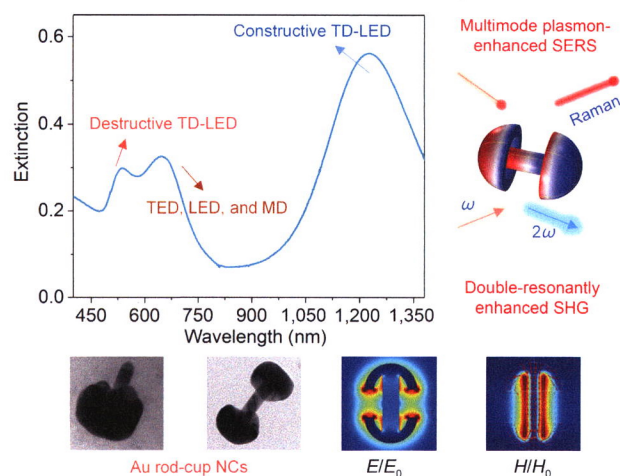 Constructive TD-LED
Destructive TD-LED
TED, LED, and MD
Extinction
0.6
0.4
0.2
0.0
450
600
750
900
1,050
1,200
1,350
Wavelength (nm)
Multimode plasmon-
enhanced SERS
Raman
ω
2ω
Double-resonantly
enhanced SHG
Au rod-cup NCs
E/E₀
H/H₀